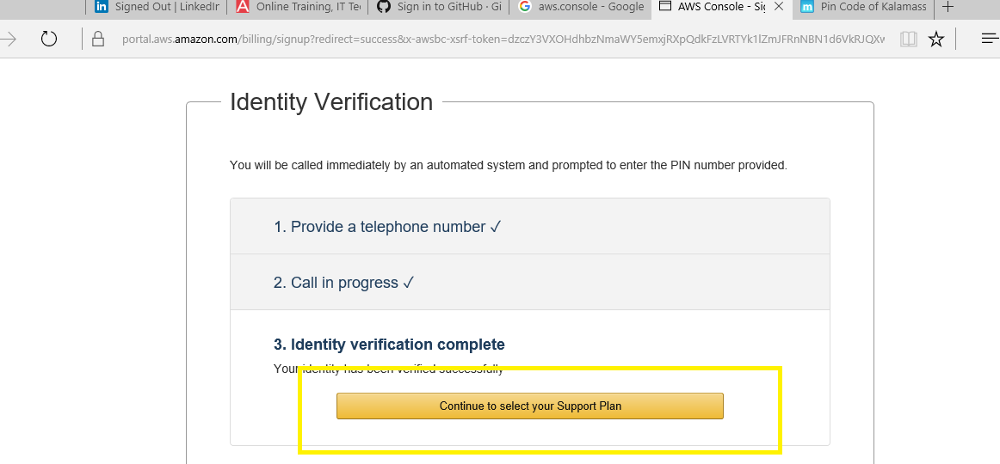 Signed Out | LinkedIn
Online Training, IT Te
Sign in to GitHub · Gi
aws.console - Google
AWS Console - Sig
Pin Code of Kalamass
portal.aws.amazon.com/billing/signup?redirect=success&x-awsbc-xsrf-token=dzczY3VXOHdhbzNmaWY5emxjRXpQdkFzLVRTYk1lZmJFRnNBN1d6VkRJQXw
Identity Verification
You will be called immediately by an automated system and prompted to enter the PIN number provided.
1. Provide a telephone number ✓
2. Call in progress ✓
3. Identity verification complete
Your identity has been verified successfully
Continue to select your Support Plan